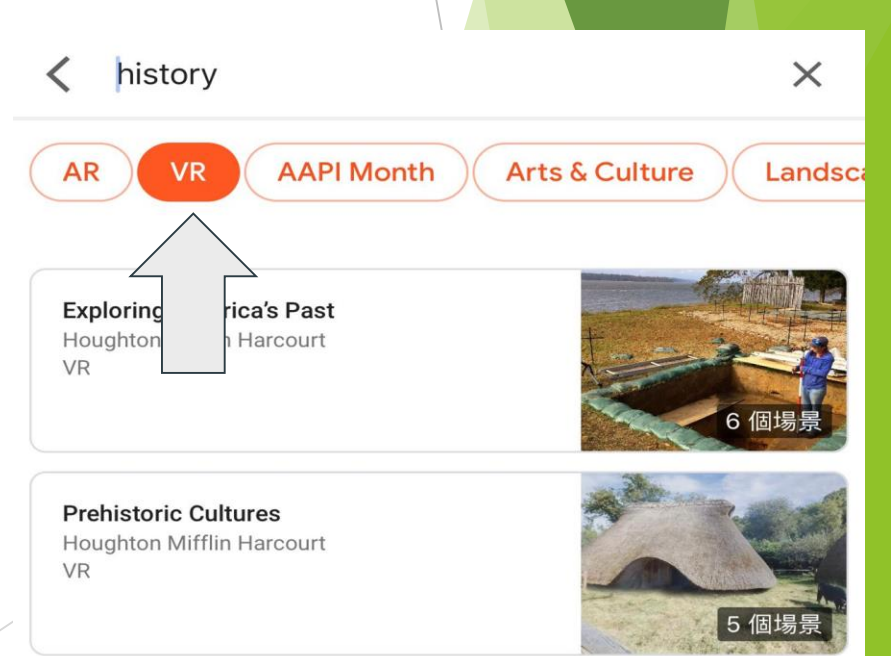 history
AR VR AAPI Month Arts & Culture Landsca
Exploring rica's Past
Houghton Harcourt
VR
6 個場景
Prehistoric Cultures
Houghton Mifflin Harcourt
VR
5 個場景